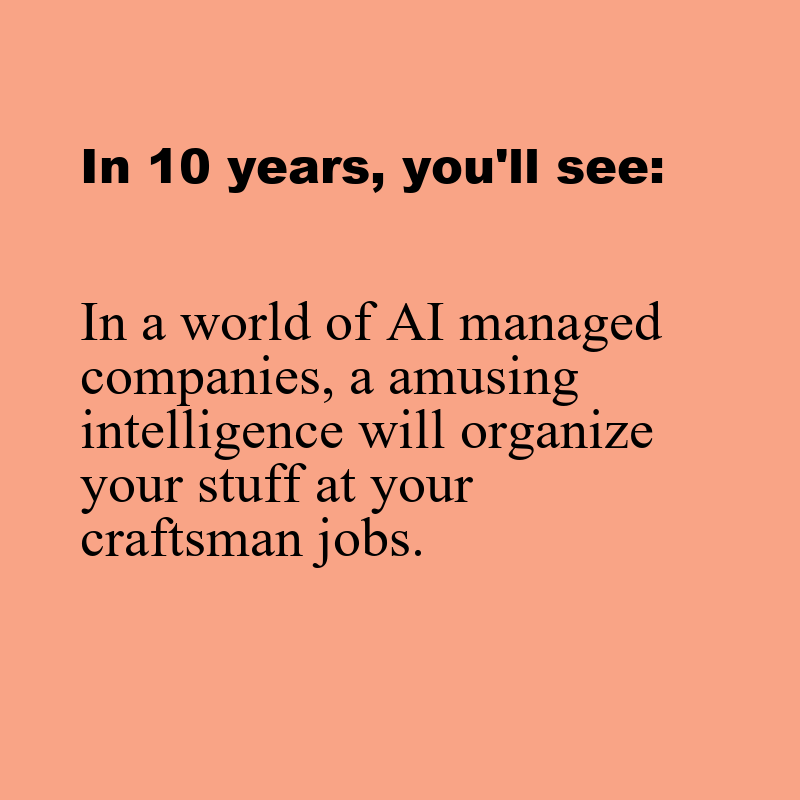 In 10 years, you'll see:
In a world of AI managed
companies, a amusing
intelligence will organize
your stuff at your
craftsman jobs.